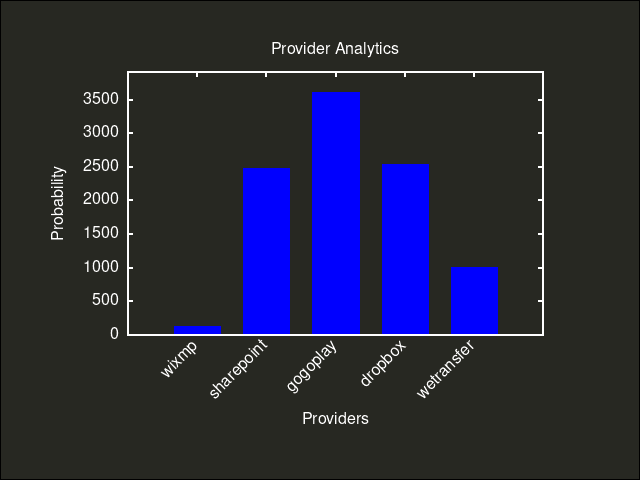 Provider Analytics
Probability
3500
3000
2500
2000
1500
1000
500
0
wixmp
sharepoint
gogoplay
dropbox
wetransfer
Providers